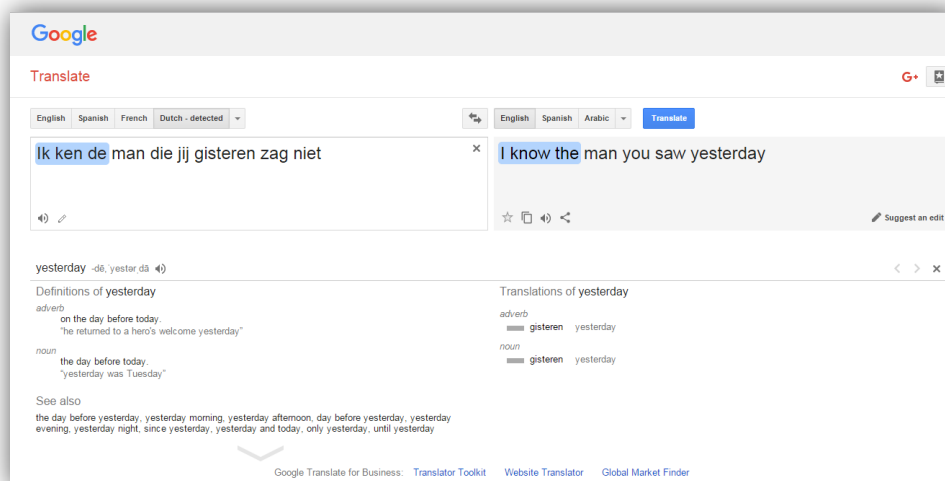 Google
Translate
G+
English Spanish French Dutch - detected
English Spanish Arabic Translate
Ik ken de man die jij gisteren zag niet
I know the man you saw yesterday
Suggest an edit
yesterday -dē, ˈyestərˌdā
Definitions of yesterday
adverb
on the day before today.
"he returned to a hero's welcome yesterday"
noun
the day before today.
"yesterday was Tuesday"
See also
the day before yesterday, yesterday morning, yesterday afternoon, day before yesterday, yesterday
evening, yesterday night, since yesterday, yesterday and today, only yesterday, until yesterday
Translations of yesterday
adverb
gisteren yesterday
noun
gisteren yesterday
Google Translate for Business: Translator Toolkit Website Translator Global Market Finder